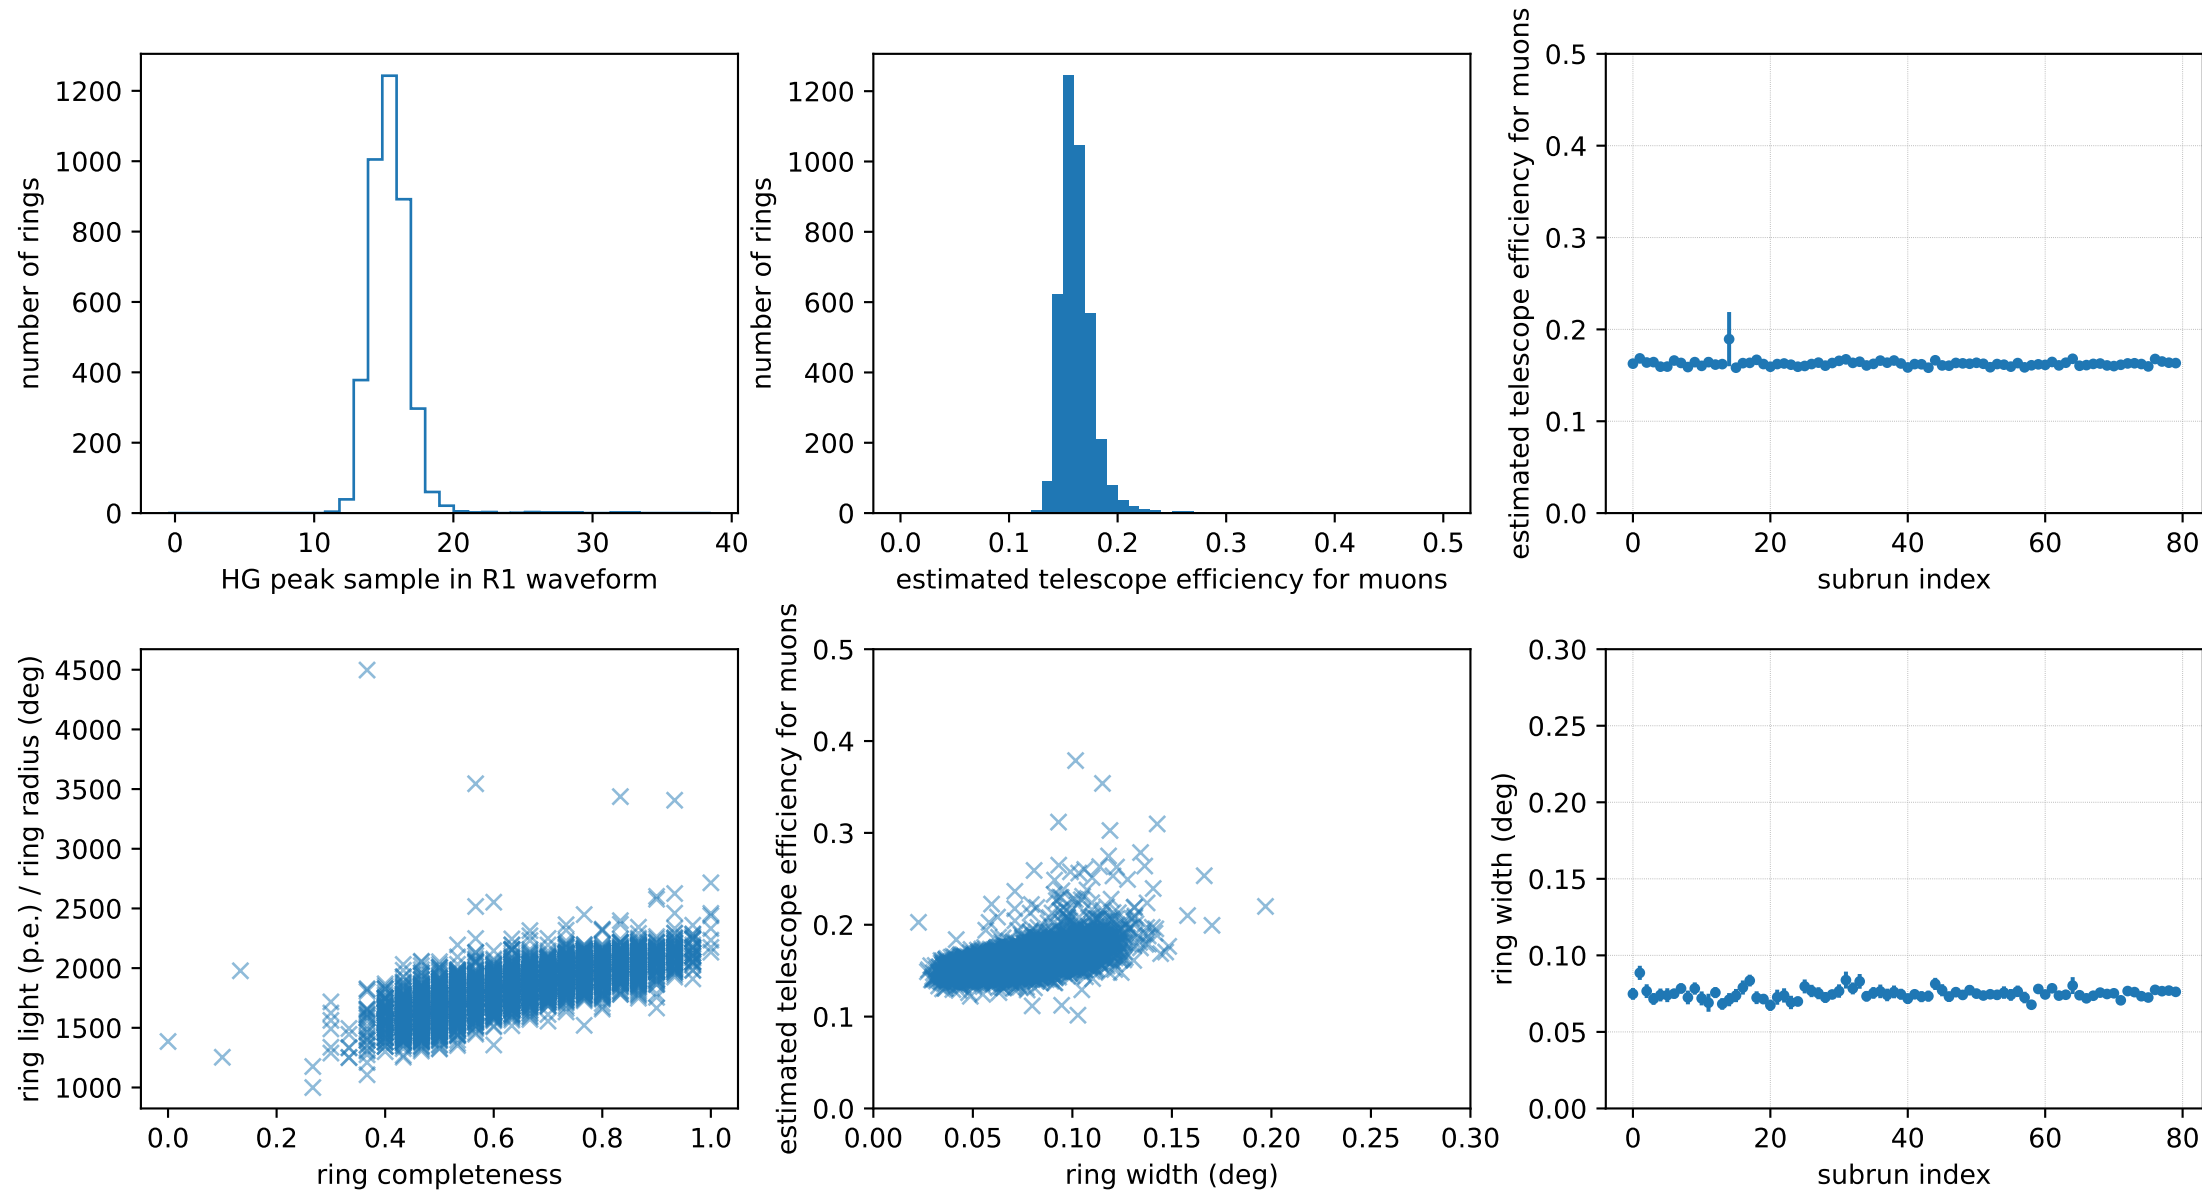 number of rings
1200
1000
800
600
400
200
0
0 10 20 30 40
HG peak sample in R1 waveform
number of rings
1200
1000
800
600
400
200
0
0.0 0.1 0.2 0.3 0.4 0.5
estimated telescope efficiency for muons
estimated telescope efficiency for muons
0.5
0.4
0.3
0.2
0.1
0.0
0 20 40 60 80
subrun index
ring light (p.e.) / ring radius (deg)
4500
4000
3500
3000
2500
2000
1500
1000
0.0 0.2 0.4 0.6 0.8 1.0
ring completeness
estimated telescope efficiency for muons
0.5
0.4
0.3
0.2
0.1
0.0
0.00 0.05 0.10 0.15 0.20 0.25 0.30
ring width (deg)
ring width (deg)
0.30
0.25
0.20
0.15
0.10
0.05
0.00
0 20 40 60 80
subrun index